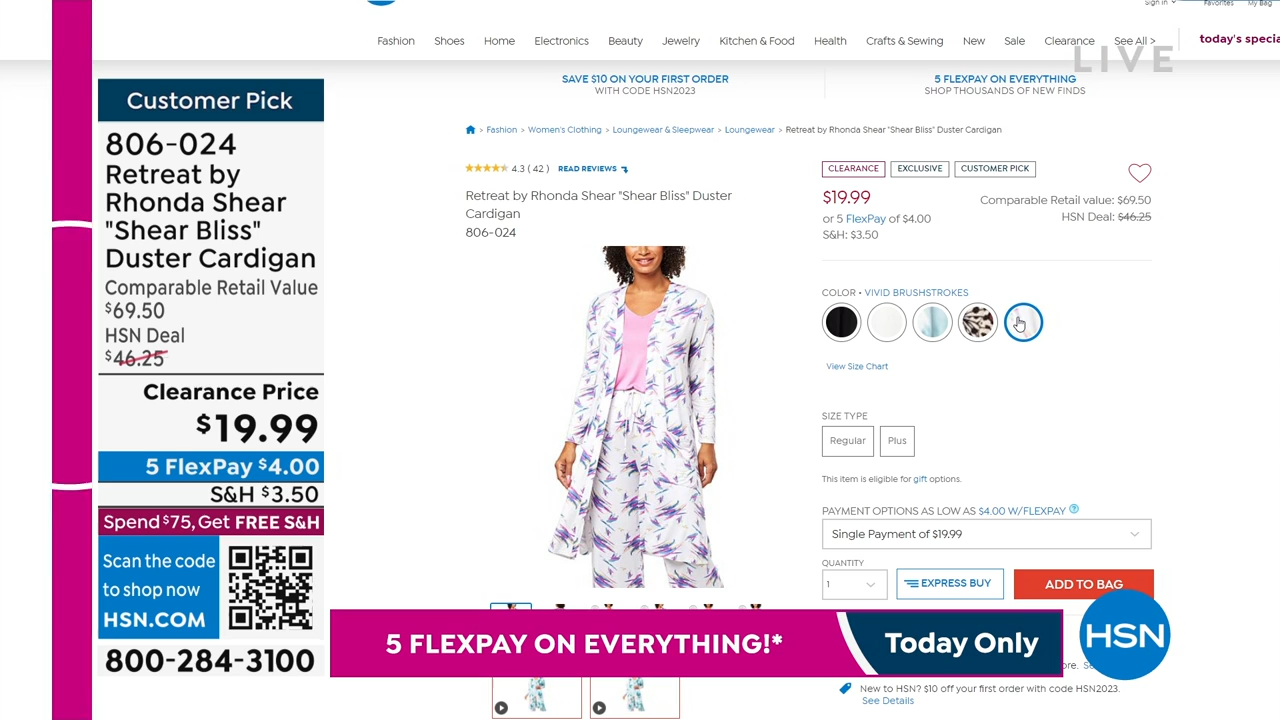 Sign in
Favorites
My Bag
Fashion
Shoes
Home
Electronics
Beauty
Jewelry
Kitchen & Food
Health
Crafts & Sewing
New
Sale
Clearance
See All >
today's specia
LIVE
SAVE $10 ON YOUR FIRST ORDER
WITH CODE HSN2023
5 FLEXPAY ON EVERYTHING
SHOP THOUSANDS OF NEW FINDS
Customer Pick
806-024
Retreat by
Rhonda Shear
"Shear Bliss"
Duster Cardigan
Comparable Retail Value
$69.50
HSN Deal
$46.25
Clearance Price
$19.99
5 FlexPay $4.00
S&H $3.50
Spend $75, Get FREE S&H
Scan the code
to shop now
HSN.COM
800-284-3100
> Fashion > Women's Clothing > Loungewear & Sleepwear > Loungewear > Retreat by Rhonda Shear "Shear Bliss" Duster Cardigan
4.3 ( 42 ) READ REVIEWS
Retreat by Rhonda Shear "Shear Bliss" Duster
Cardigan
806-024
CLEARANCE
EXCLUSIVE
CUSTOMER PICK
$19.99
or 5 FlexPay of $4.00
S&H: $3.50
Comparable Retail value: $69.50
HSN Deal: $46.25
COLOR • VIVID BRUSHSTROKES
View Size Chart
SIZE TYPE
Regular
Plus
This item is eligible for gift options.
PAYMENT OPTIONS AS LOW AS $4.00 W/FLEXPAY ?
Single Payment of $19.99
QUANTITY
1
EXPRESS BUY
ADD TO BAG
5 FLEXPAY ON EVERYTHING!*
Today Only
HSN
New to HSN? $10 off your first order with code HSN2023.
See Details